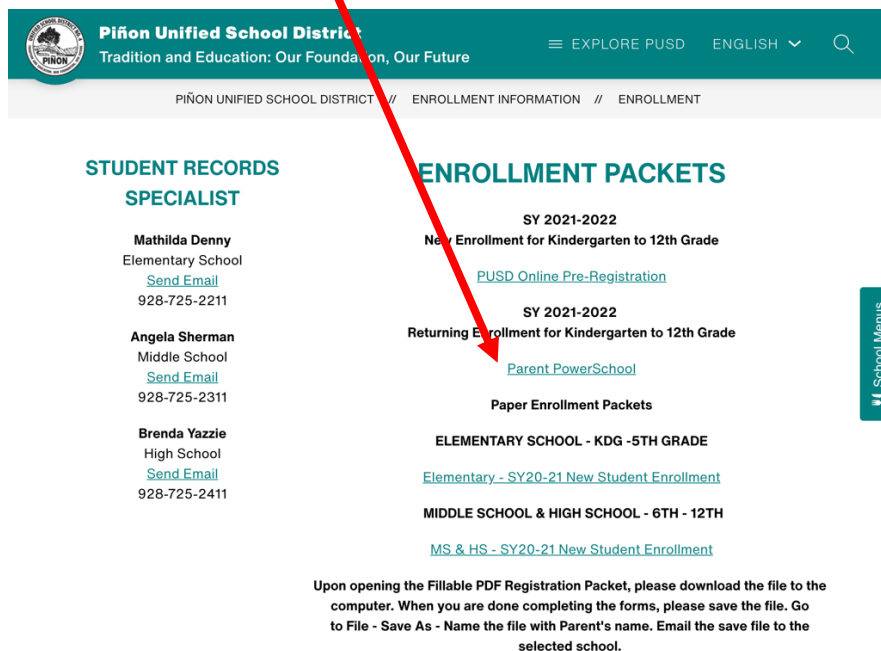 PIÑON
Piñon Unified School District
Tradition and Education: Our Foundation, Our Future
EXPLORE PUSD
ENGLISH
PIÑON UNIFIED SCHOOL DISTRICT // ENROLLMENT INFORMATION // ENROLLMENT
STUDENT RECORDS
SPECIALIST
Mathilda Denny
Elementary School
Send Email
928-725-2211
Angela Sherman
Middle School
Send Email
928-725-2311
Brenda Yazzie
High School
Send Email
928-725-2411
ENROLLMENT PACKETS
SY 2021-2022
New Enrollment for Kindergarten to 12th Grade
PUSD Online Pre-Registration
SY 2021-2022
Returning Enrollment for Kindergarten to 12th Grade
Parent PowerSchool
Paper Enrollment Packets
ELEMENTARY SCHOOL - KDG -5TH GRADE
Elementary - SY20-21 New Student Enrollment
MIDDLE SCHOOL & HIGH SCHOOL - 6TH - 12TH
MS & HS - SY20-21 New Student Enrollment
Upon opening the Fillable PDF Registration Packet, please download the file to the
computer. When you are done completing the forms, please save the file. Go
to File - Save As - Name the file with Parent's name. Email the save file to the
selected school.
School Menus